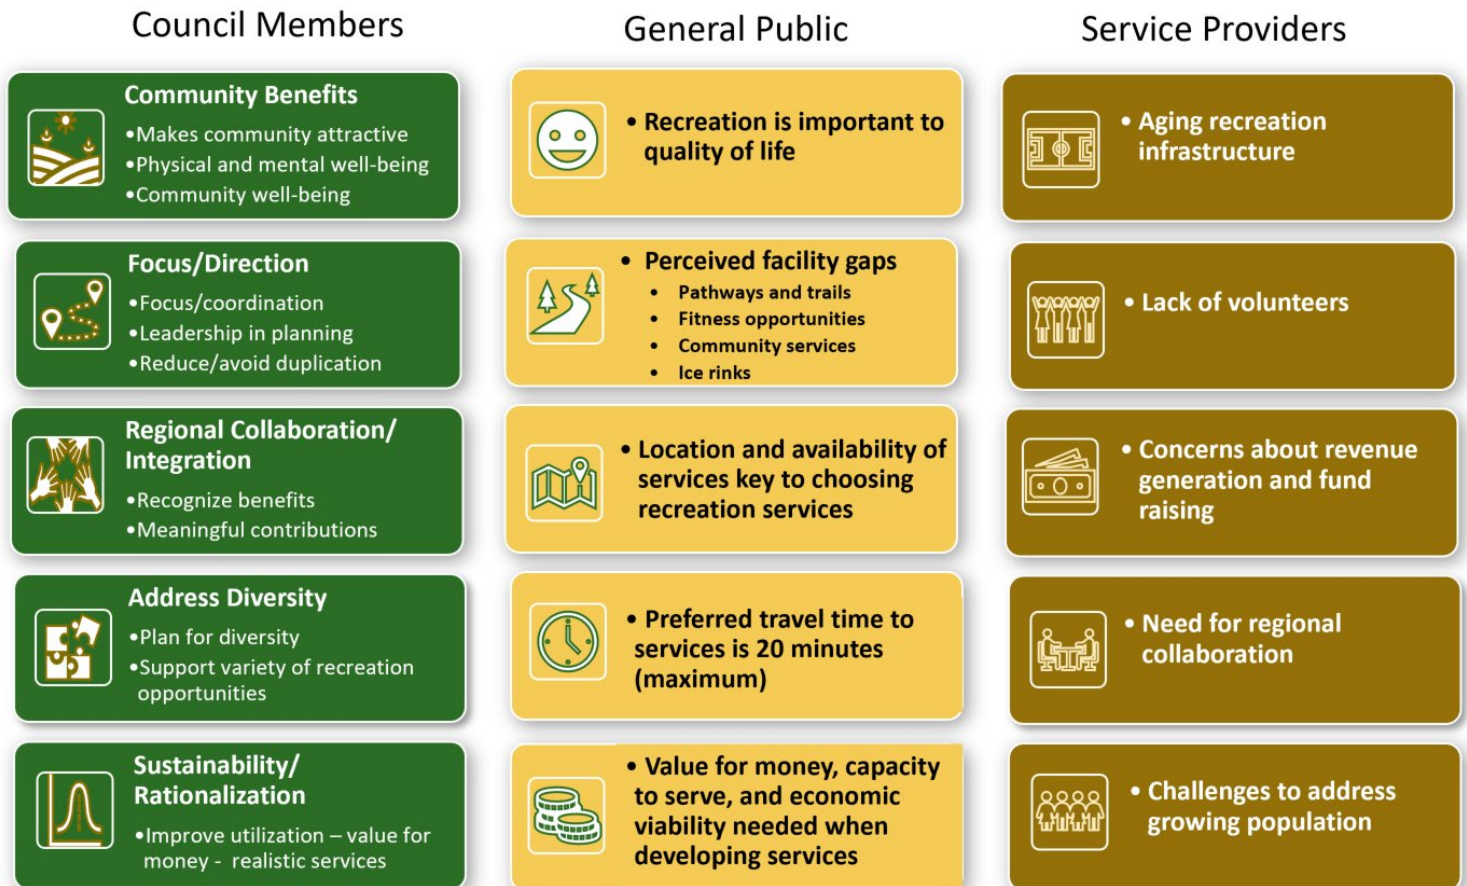 Council Members
Community Benefits
•Makes community attractive
•Physical and mental well-being
•Community well-being
Focus/Direction
•Focus/coordination
•Leadership in planning
•Reduce/avoid duplication
Regional Collaboration/
Integration
•Recognize benefits
•Meaningful contributions
Address Diversity
•Plan for diversity
•Support variety of recreation
opportunities
Sustainability/
Rationalization
•Improve utilization – value for
money - realistic services
General Public
• Recreation is important to
quality of life
• Perceived facility gaps
• Pathways and trails
• Fitness opportunities
• Community services
• Ice rinks
• Location and availability of
services key to choosing
recreation services
• Preferred travel time to
services is 20 minutes
(maximum)
• Value for money, capacity
to serve, and economic
viability needed when
developing services
Service Providers
• Aging recreation
infrastructure
• Lack of volunteers
• Concerns about revenue
generation and fund
raising
• Need for regional
collaboration
• Challenges to address
growing population